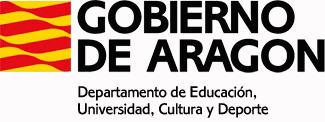 GOBIERNO
DE ARAGON
Departamento de Educación,
Universidad, Cultura y Deporte